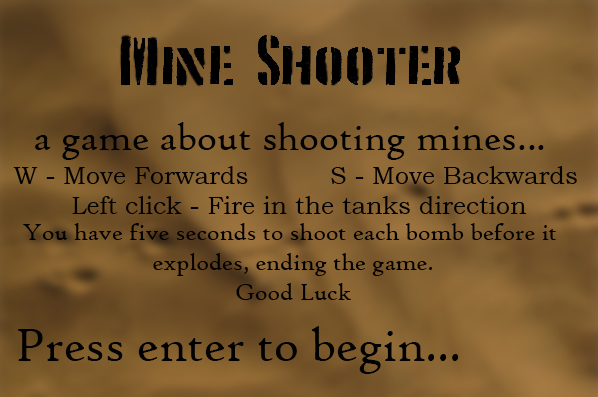 Mine Shooter
a game about shooting mines...
W - Move Forwards S - Move Backwards
Left click - Fire in the tanks direction
You have five seconds to shoot each bomb before it
explodes, ending the game.
Good Luck
Press enter to begin...